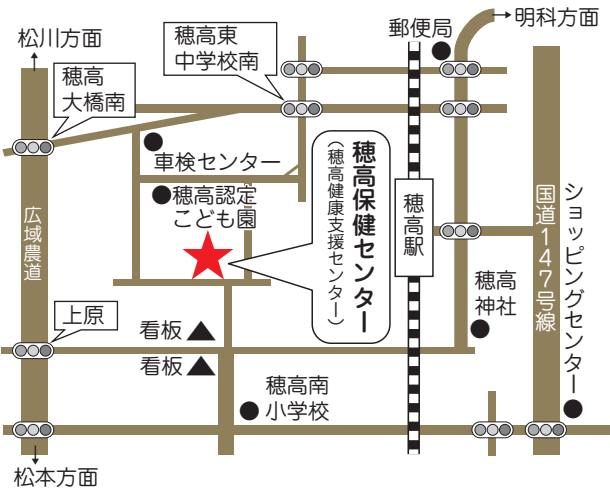 松川方面
穂高
大橋南
穂高東
中学校南
郵便局
明科方面
車検センター
穂高認定
こども園
穂高保健センター
（穂高健康支援センター）
穂高駅
広域農道
国道147号線
ショッピングセンター
穂高
神社
上原
看板
看板
穂高南
小学校
松本方面